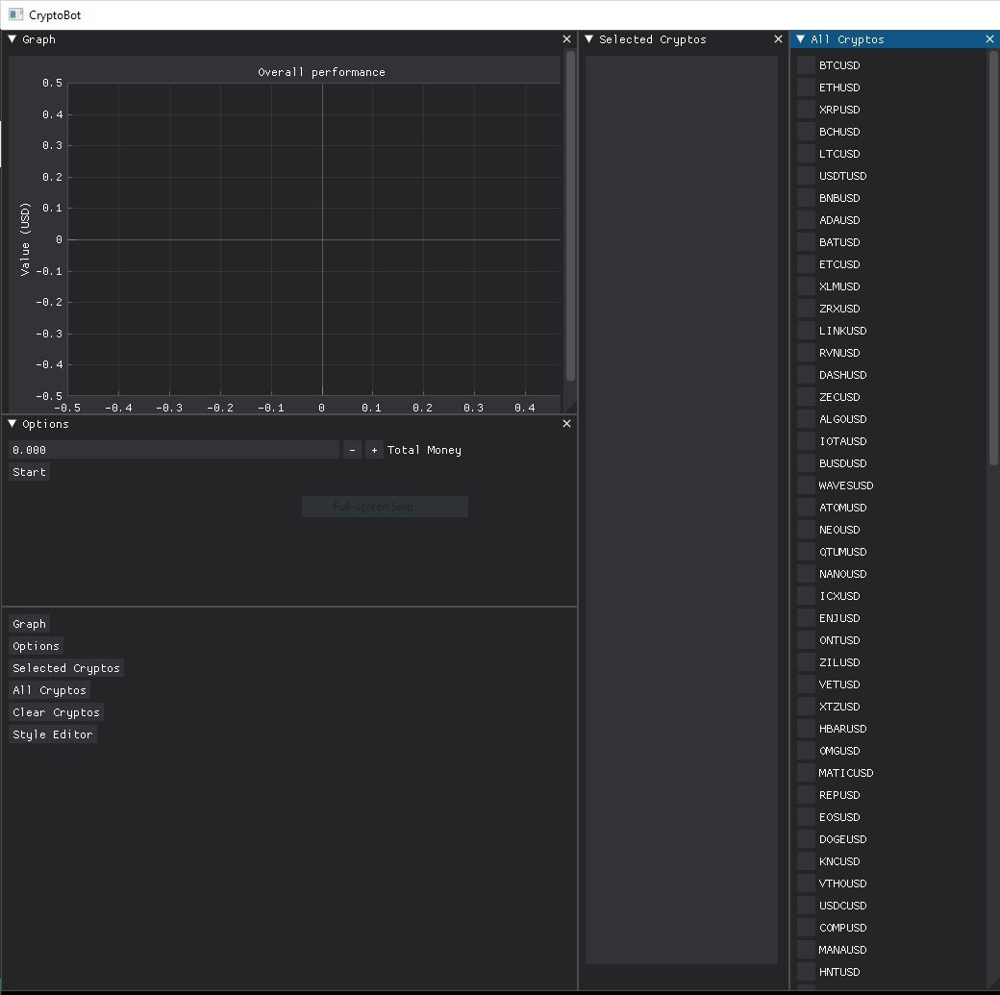 CryptoBot
Graph
Overall performance
0.5
0.4
0.3
0.2
0.1
0
-0.1
-0.2
-0.3
-0.4
-0.5
Value (USD)
-0.5 -0.4 -0.3 -0.2 -0.1 0 0.1 0.2 0.3 0.4
Options
0.000 - + Total Money
Start
Full-screen Snip
Graph
Options
Selected Cryptos
All Cryptos
Clear Cryptos
Style Editor
Selected Cryptos
All Cryptos
BTCUSD
ETHUSD
XRPUSD
BCHUSD
LTCUSD
USDTUSD
BNBUSD
ADAUSD
BATUSD
ETCUSD
XLMUSD
ZRXUSD
LINKUSD
RVNUSD
DASHUSD
ZECUSD
ALGOUSD
IOTAUSD
BUSDUSD
WAVESUSD
ATOMUSD
NEOUSD
QTUMUSD
NANOUSD
ICXUSD
ENJUSD
ONTUSD
ZILUSD
VETUSD
XTZUSD
HBARUSD
OMGUSD
MATICUSD
REPUSD
EOSUSD
DOGEUSD
KNCUSD
VTHOUSD
USDCUSD
COMPUSD
MANAUSD
HNTUSD